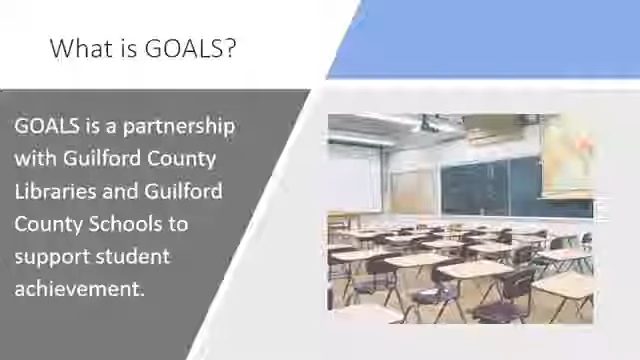 What is GOALS?
GOALS is a partnership
with Guilford County
Libraries and Guilford
County Schools to
support student
achievement.